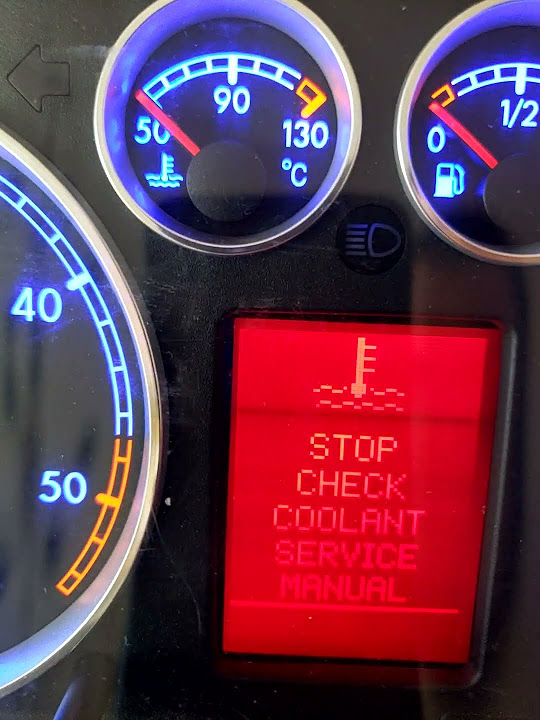 50
90
130
°C
0
1/2
40
50
STOP
CHECK
COOLANT
SERVICE
MANUAL